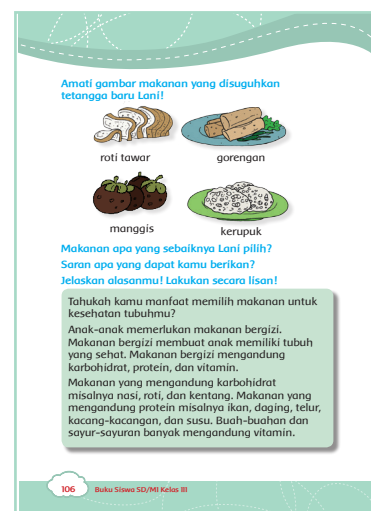 Amati gambar makanan yang disuguhkan
tetangga baru Lani!
roti tawar
gorengan
manggis
kerupuk
Makanan apa yang sebaiknya Lani pilih?
Saran apa yang dapat kamu berikan?
Jelaskan alasanmu! Lakukan secara lisan!
Tahukah kamu manfaat memilih makanan untuk
kesehatan tubuhmu?
Anak-anak memerlukan makanan bergizi.
Makanan bergizi membuat anak memiliki tubuh
yang sehat. Makanan bergizi mengandung
karbohidrat, protein, dan vitamin.
Makanan yang mengandung karbohidrat
misalnya nasi, roti, dan kentang. Makanan yang
mengandung protein misalnya ikan, daging, telur,
kacang-kacangan, dan susu. Buah-buahan dan
sayur-sayuran banyak mengandung vitamin.
106
Buku Siswa SD/MI Kelas III